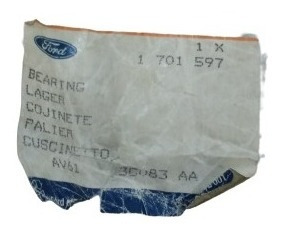 Ford
1 X
1 701 597
BEARING
LAGER
COJINETE
PALIER
CUSCINETTO
AV61 3C083 AA